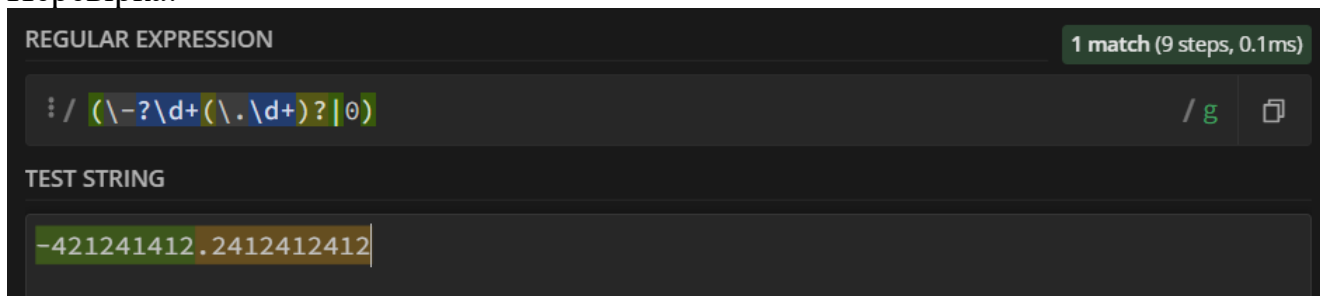 REGULAR EXPRESSION
1 match (9 steps, 0.1ms)
/ (\-?\d+(\.\d+)?|0)
/ g
TEST STRING
-421241412.2412412412